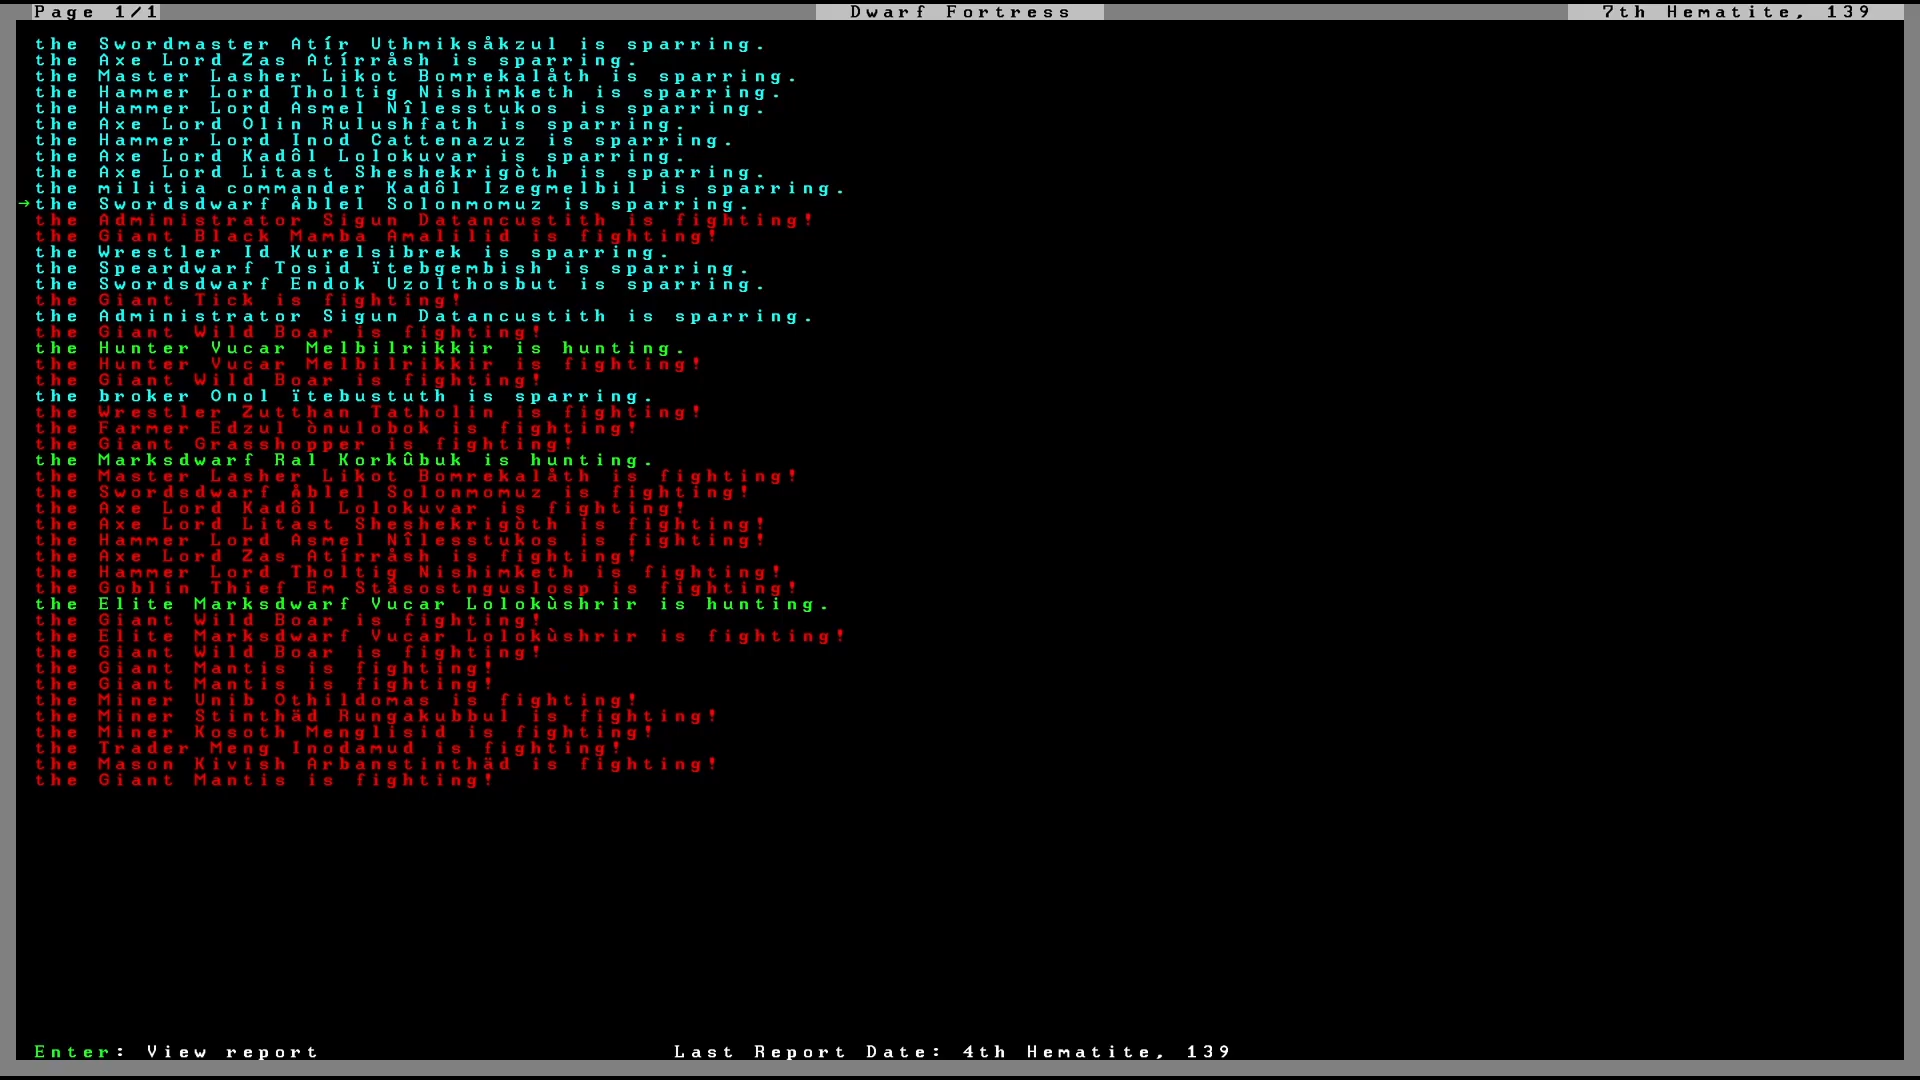 Page 1/1 Dwarf Fortress 7th Hematite, 139
the Swordmaster Atír Uthmiksåkzul is sparring.
the Axe Lord Zas Atírråsh is sparring.
the Master Lasher Likot Bomrekalåth is sparring.
the Hammer Lord Tholtig Nishimketh is sparring.
the Hammer Lord Asmel Nîlesstukos is sparring.
the Axe Lord Olin Rulushfath is sparring.
the Hammer Lord Inod Cattenazuz is sparring.
the Axe Lord Kadôl Lolokuvar is sparring.
the Axe Lord Litast Sheshekrigòth is sparring.
the militia commander Kadôl Izegmelbil is sparring.
→the Swordsdwarf Åblel Solonmomuz is sparring.
the Administrator Sigun Datancustith is fighting!
the Giant Black Mamba Amalilid is fighting!
the Wrestler Id Kurelsibrek is sparring.
the Speardwarf Tosid ïtebgembish is sparring.
the Swordsdwarf Endok Uzolthosbut is sparring.
the Giant Tick is fighting!
the Administrator Sigun Datancustith is sparring.
the Giant Wild Boar is fighting!
the Hunter Vucar Melbilrikkir is hunting.
the Hunter Vucar Melbilrikkir is fighting!
the Giant Wild Boar is fighting!
the broker Onol ïtebustuth is sparring.
the Wrestler Zutthan Tatholin is fighting!
the Farmer Edzul ònulobok is fighting!
the Giant Grasshopper is fighting!
the Marksdwarf Ral Korkûbuk is hunting.
the Master Lasher Likot Bomrekalåth is fighting!
the Swordsdwarf Åblel Solonmomuz is fighting!
the Axe Lord Kadôl Lolokuvar is fighting!
the Axe Lord Litast Sheshekrigòth is fighting!
the Hammer Lord Asmel Nîlesstukos is fighting!
the Axe Lord Zas Atírråsh is fighting!
the Hammer Lord Tholtig Nishimketh is fighting!
the Goblin Thief Em Ståsostnguslosp is fighting!
the Elite Marksdwarf Vucar Lolokùshrir is hunting.
the Giant Wild Boar is fighting!
the Elite Marksdwarf Vucar Lolokùshrir is fighting!
the Giant Wild Boar is fighting!
the Giant Mantis is fighting!
the Giant Mantis is fighting!
the Miner Unib Othildomas is fighting!
the Miner Stinthäd Rungakubbul is fighting!
the Miner Kosoth Menglisid is fighting!
the Trader Meng Inodamud is fighting!
the Mason Kivish Arbanstinthäd is fighting!
the Giant Mantis is fighting!
Enter: View report Last Report Date: 4th Hematite, 139